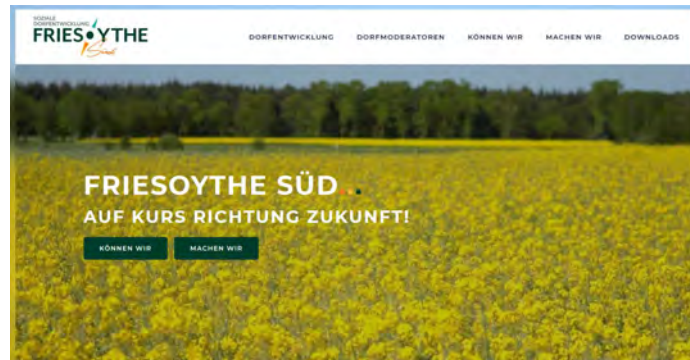 SOZIALE
DORFENTWICKLUNG
FRIESOYTHE
Süd
DORFENTWICKLUNG DORFMODERATOREN KÖNNEN WIR MACHEN WIR DOWNLOADS
FRIESOYTHE SÜD...
AUF KURS RICHTUNG ZUKUNFT!
KÖNNEN WIR MACHEN WIR